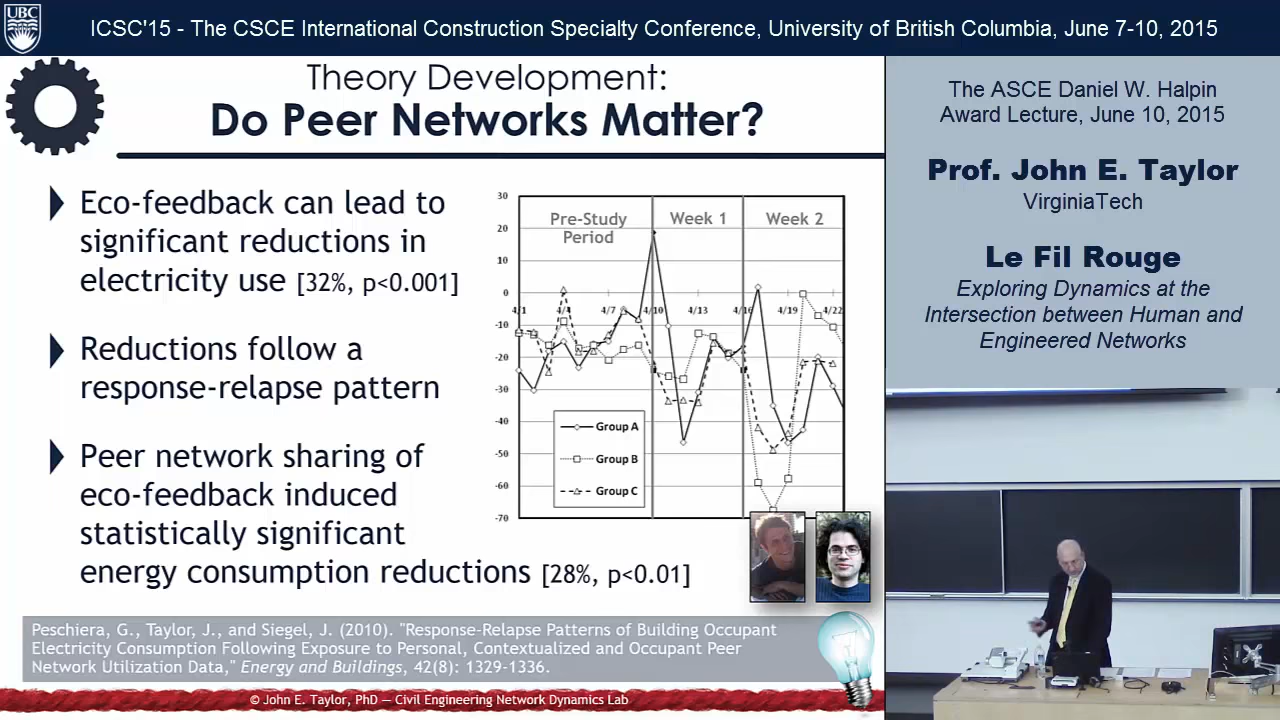 UBC
ICSC'15 - The CSCE International Construction Specialty Conference, University of British Columbia, June 7-10, 2015
Theory Development:
Do Peer Networks Matter?
Eco-feedback can lead to
significant reductions in
electricity use [32%, p<0.001]
Reductions follow a
response-relapse pattern
Peer network sharing of
eco-feedback induced
statistically significant
energy consumption reductions [28%, p<0.01]
30
20
10
0
-10
-20
-30
-40
-50
-60
-70
Pre-Study
Period
Week 1
Week 2
4/1
4/4
4/7
4/10
4/13
4/16
4/19
4/22
Group A
Group B
Group C
Peschiera, G., Taylor, J., and Siegel, J. (2010). "Response-Relapse Patterns of Building Occupant
Electricity Consumption Following Exposure to Personal, Contextualized and Occupant Peer
Network Utilization Data," Energy and Buildings, 42(8): 1329-1336.
© John E. Taylor, PhD — Civil Engineering Network Dynamics Lab
The ASCE Daniel W. Halpin
Award Lecture, June 10, 2015
Prof. John E. Taylor
VirginiaTech
Le Fil Rouge
Exploring Dynamics at the
Intersection between Human and
Engineered Networks